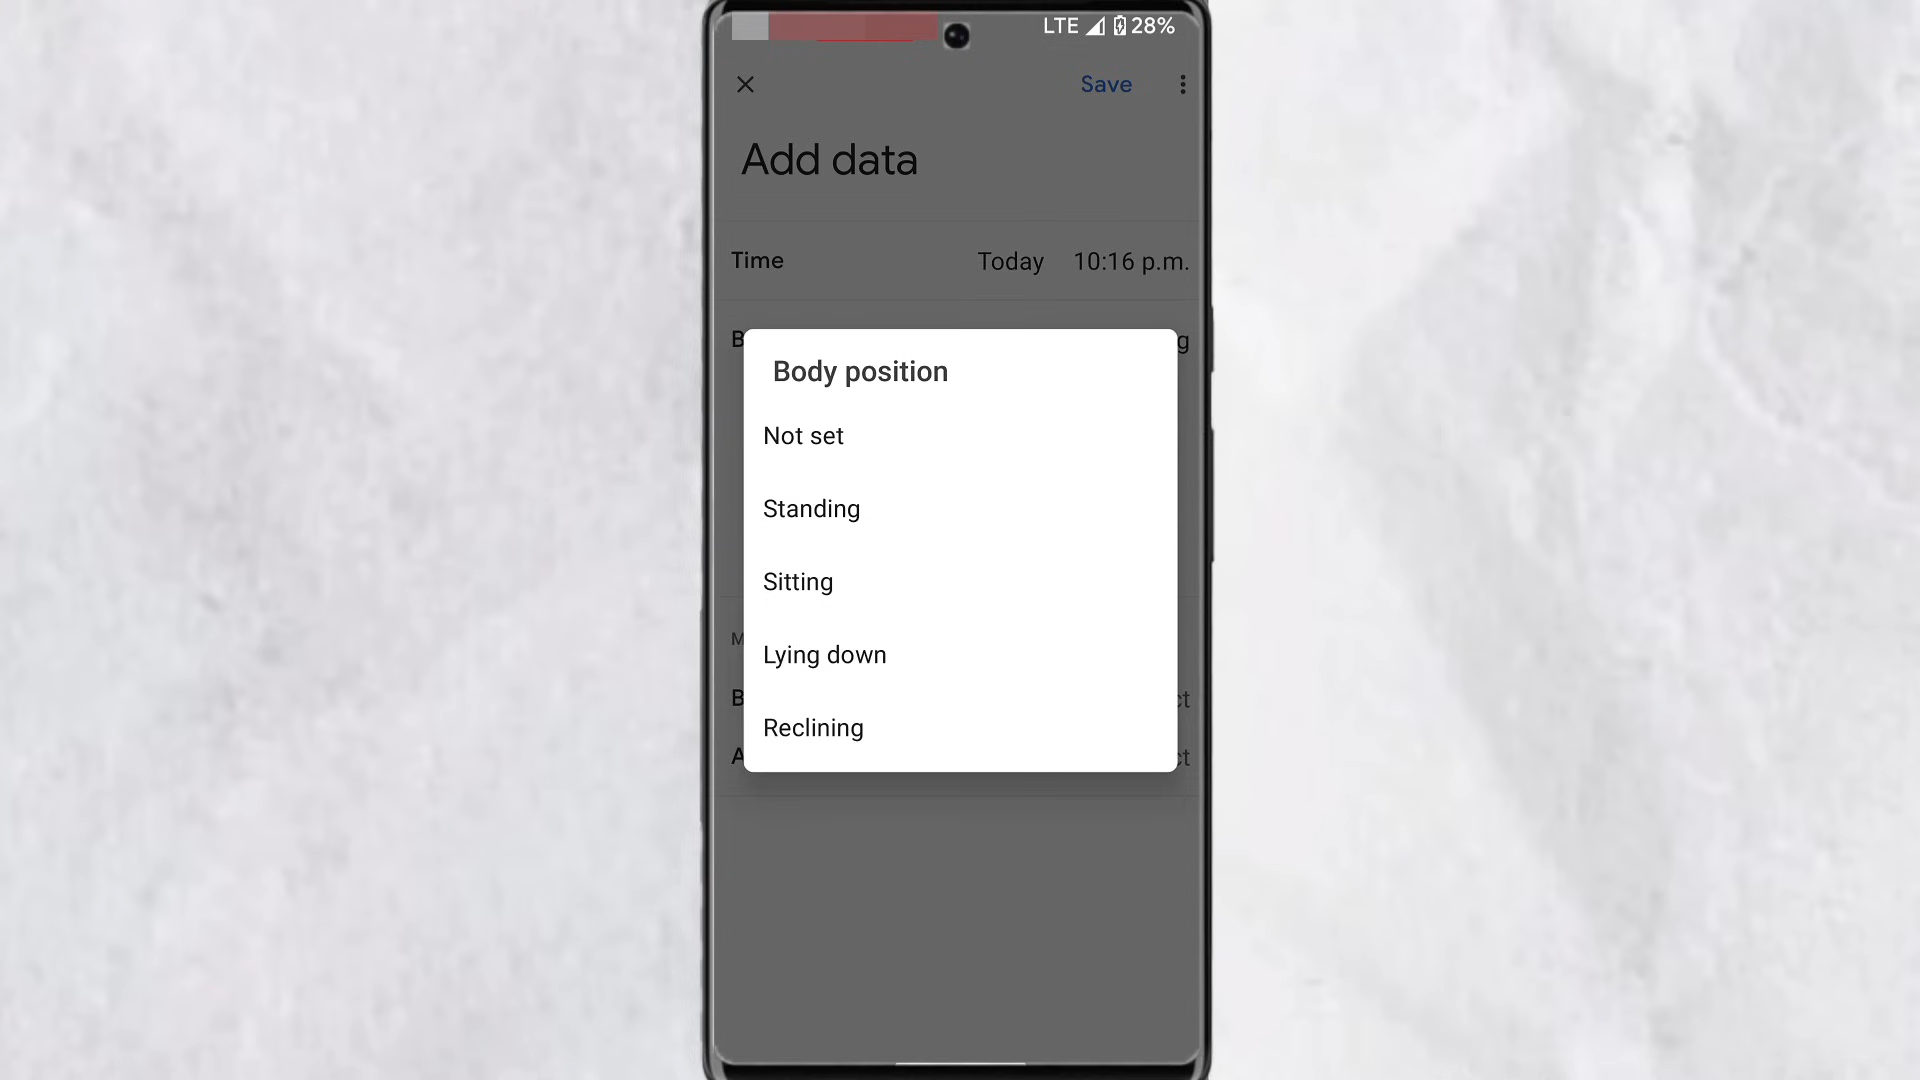 LTE 28%
Save
Add data
Time Today 10:16 p.m.
Body position
Not set
Standing
Sitting
Lying down
Reclining